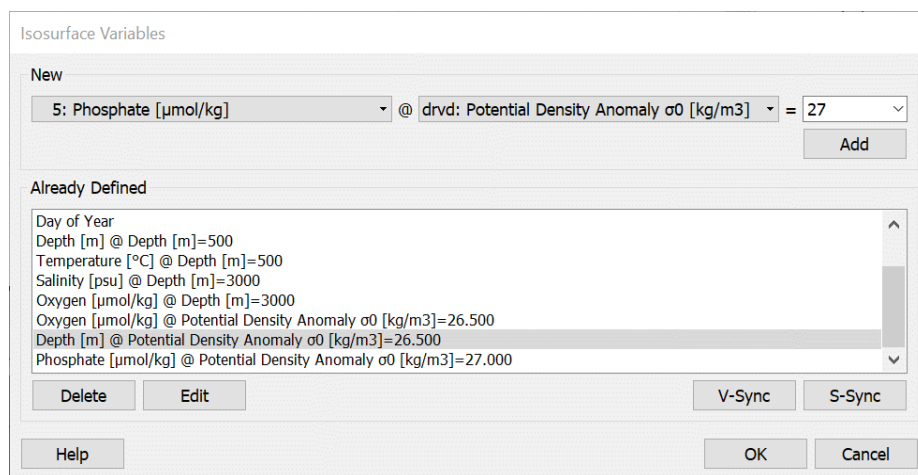 Isosurface Variables
New
5: Phosphate [µmol/kg] @ drvd: Potential Density Anomaly σ0 [kg/m3] = 27
Add
Already Defined
Day of Year
Depth [m] @ Depth [m]=500
Temperature [°C] @ Depth [m]=500
Salinity [psu] @ Depth [m]=3000
Oxygen [µmol/kg] @ Depth [m]=3000
Oxygen [µmol/kg] @ Potential Density Anomaly σ0 [kg/m3]=26.500
Depth [m] @ Potential Density Anomaly σ0 [kg/m3]=26.500
Phosphate [µmol/kg] @ Potential Density Anomaly σ0 [kg/m3]=27.000
Delete Edit V-Sync S-Sync
Help OK Cancel